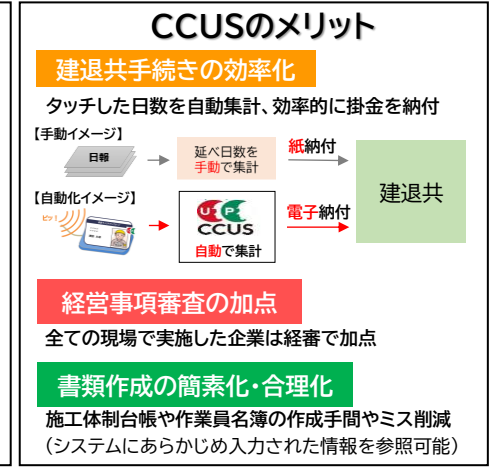 CCUSのメリット
建退共手続きの効率化
タッチした日数を自動集計、効率的に掛金を納付
【手動イメージ】
日報
延べ日数を
手動で集計
紙納付
建退共
【自動化イメージ】
ピッ!
UP
CCUS
自動で集計
電子納付
経営事項審査の加点
全ての現場で実施した企業は経審で加点
書類作成の簡素化・合理化
施工体制台帳や作業員名簿の作成手間やミス削減
(システムにあらかじめ入力された情報を参照可能)